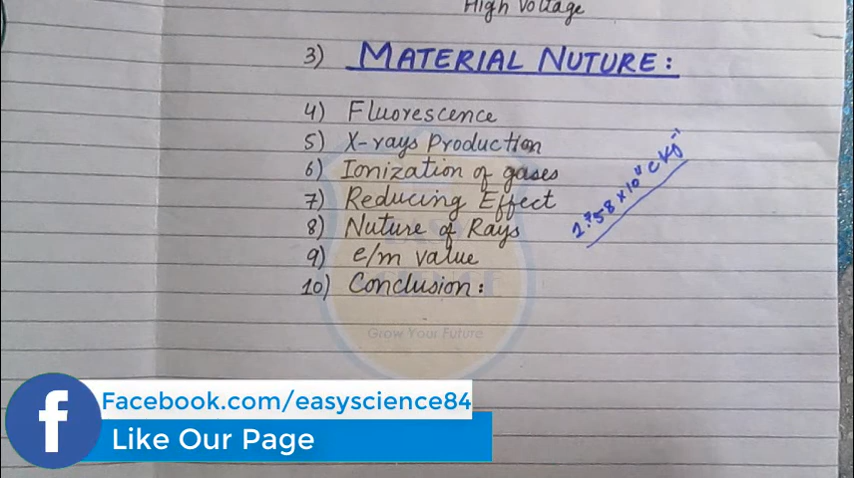 High Voltage
3) MATERIAL NUTURE:
4) Fluorescence
5) X-rays Production
6) Ionization of gases
7) Reducing Effect
8) Nuture of Rays
9) e/m value
10) Conclusion:
1.758 × 10¹¹ C Kg⁻¹
EASY
SCIENCE
Grow Your Future
Facebook.com/easyscience84
Like Our Page